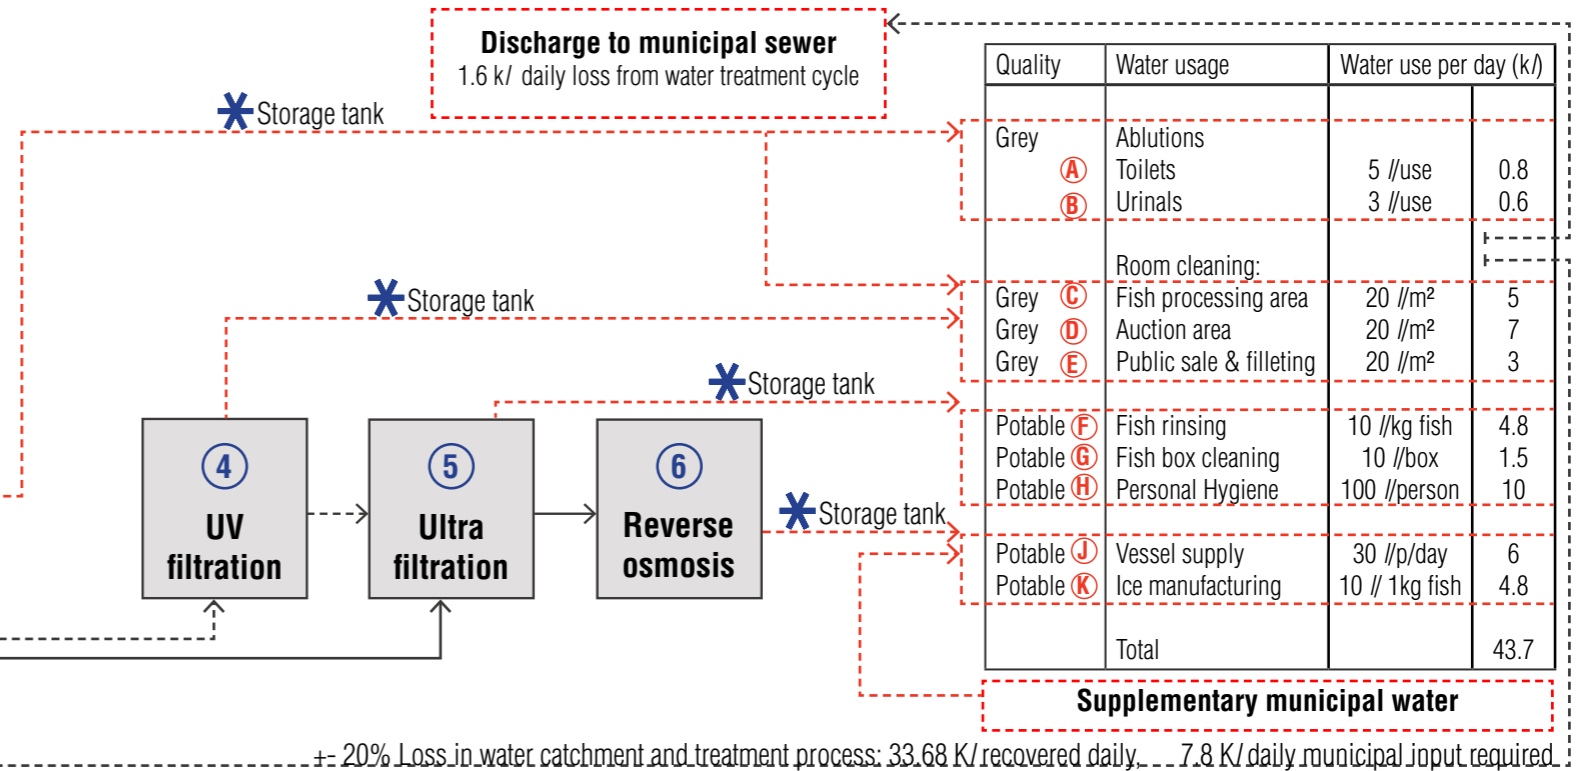 Discharge to municipal sewer
1.6 kl daily loss from water treatment cycle
Storage tank
Storage tank
Storage tank
Storage tank
4
UV
filtration
5
Ultra
filtration
6
Reverse
osmosis
Quality Water usage Water use per day (kl)
Grey Ablutions
A Toilets 5 l/use 0.8
B Urinals 3 l/use 0.6
Room cleaning:
Grey C Fish processing area 20 l/m² 5
Grey D Auction area 20 l/m² 7
Grey E Public sale & filleting 20 l/m² 3
Potable F Fish rinsing 10 l/kg fish 4.8
Potable G Fish box cleaning 10 l/box 1.5
Potable H Personal Hygiene 100 l/person 10
Potable J Vessel supply 30 l/p/day 6
Potable K Ice manufacturing 10 l/ 1kg fish 4.8
Total 43.7
Supplementary municipal water
+- 20% Loss in water catchment and treatment process: 33.68 Kl recovered daily, 7.8 Kl daily municipal input required